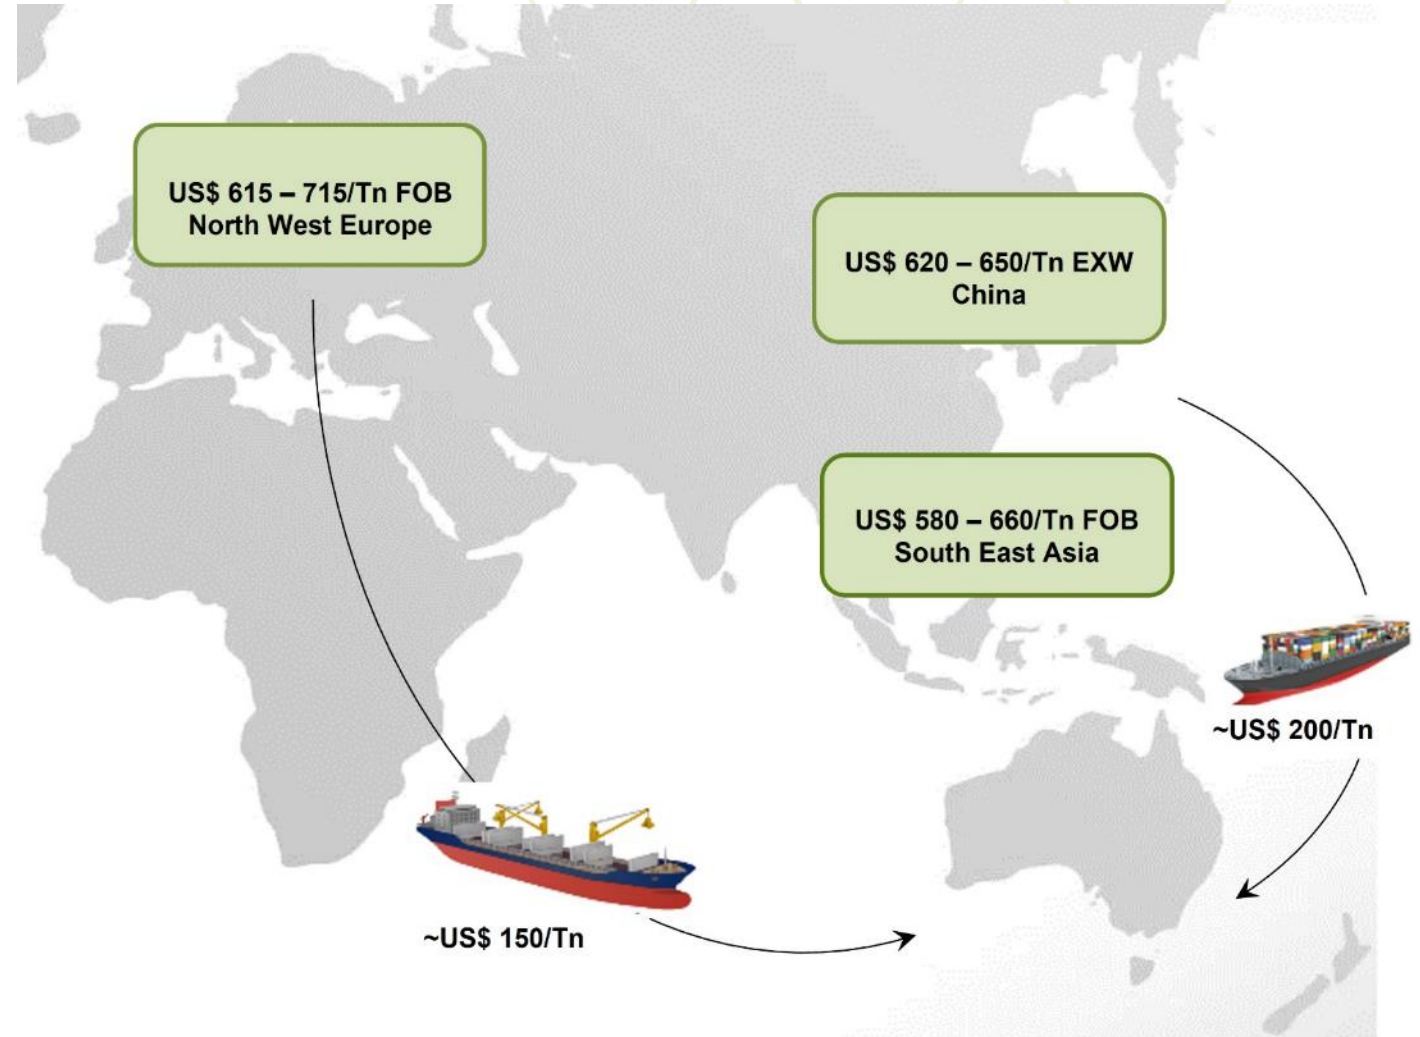 US$ 615 – 715/Tn FOB
North West Europe
US$ 620 – 650/Tn EXW
China
US$ 580 – 660/Tn FOB
South East Asia
~US$ 200/Tn
~US$ 150/Tn